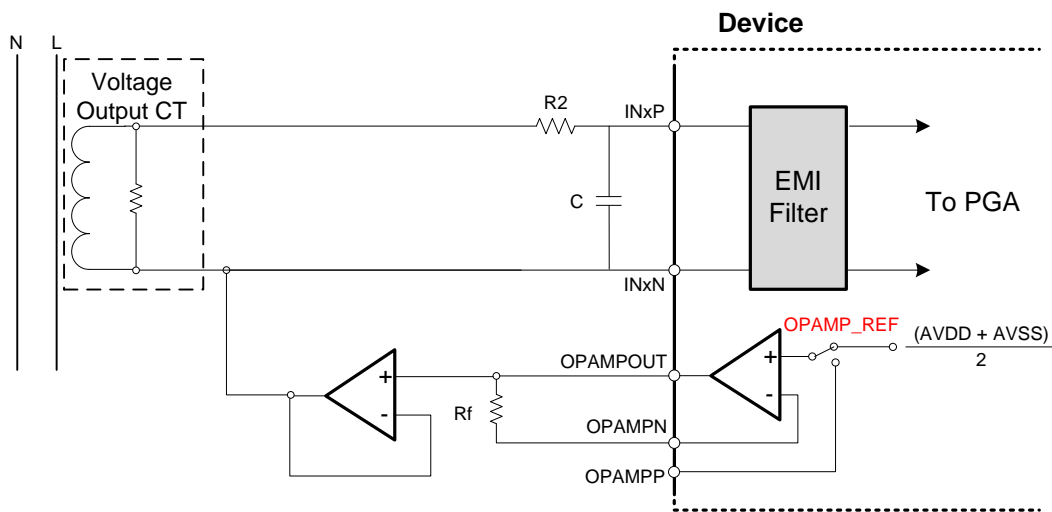 Device
N
L
Voltage
Output CT
R2
INxP
EMI
Filter
To PGA
C
INxN
OPAMP_REF
(AVDD + AVSS)
2
OPAMPOUT
+
-
+
-
Rf
OPAMPN
OPAMPP